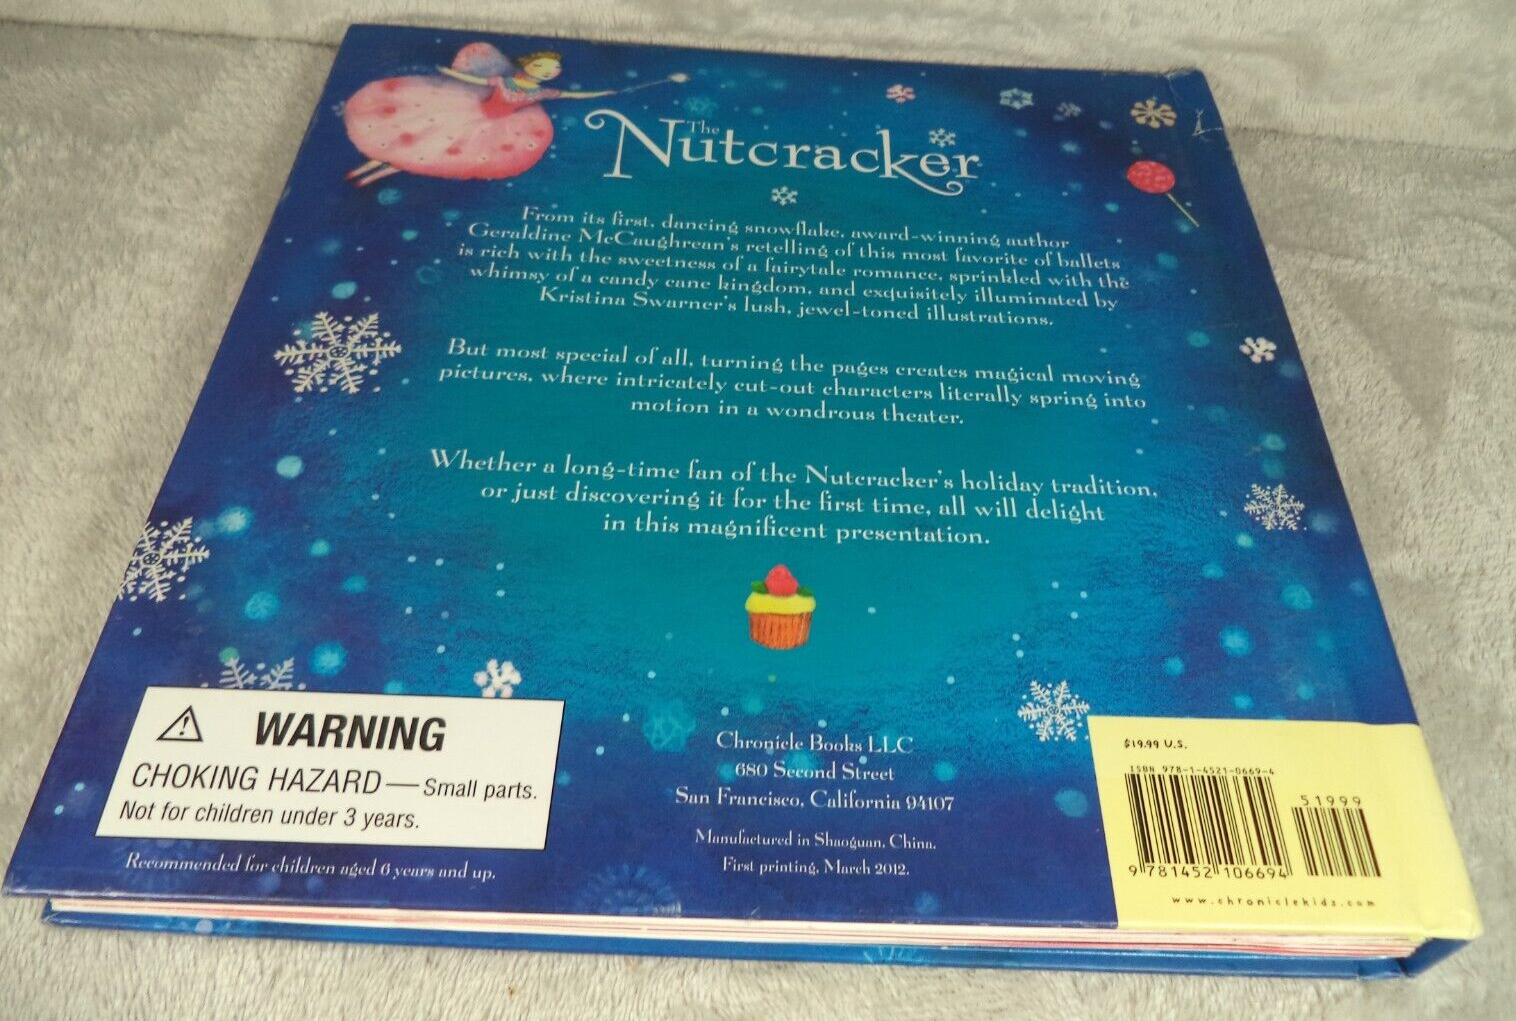 The
Nutcracker
From its first, dancing snowflake, award-winning author
Geraldine McCaughrean's retelling of this most favorite of ballets
is rich with the sweetness of a fairytale romance, sprinkled with the
whimsy of a candy cane kingdom, and exquisitely illuminated by
Kristina Swarner's lush, jewel-toned illustrations.
But most special of all, turning the pages creates magical moving
pictures, where intricately cut-out characters literally spring into
motion in a wondrous theater.
Whether a long-time fan of the Nutcracker's holiday tradition,
or just discovering it for the first time, all will delight
in this magnificent presentation.
WARNING
CHOKING HAZARD—Small parts.
Not for children under 3 years.
Recommended for children aged 6 years and up.
Chronicle Books LLC
680 Second Street
San Francisco, California 94107
Manufactured in Shaoguan, China.
First printing, March 2012.
$19.99 U.S.
ISBN 978-1-4521-0669-4
51999
9 781452 106694
www.chroniclekids.com